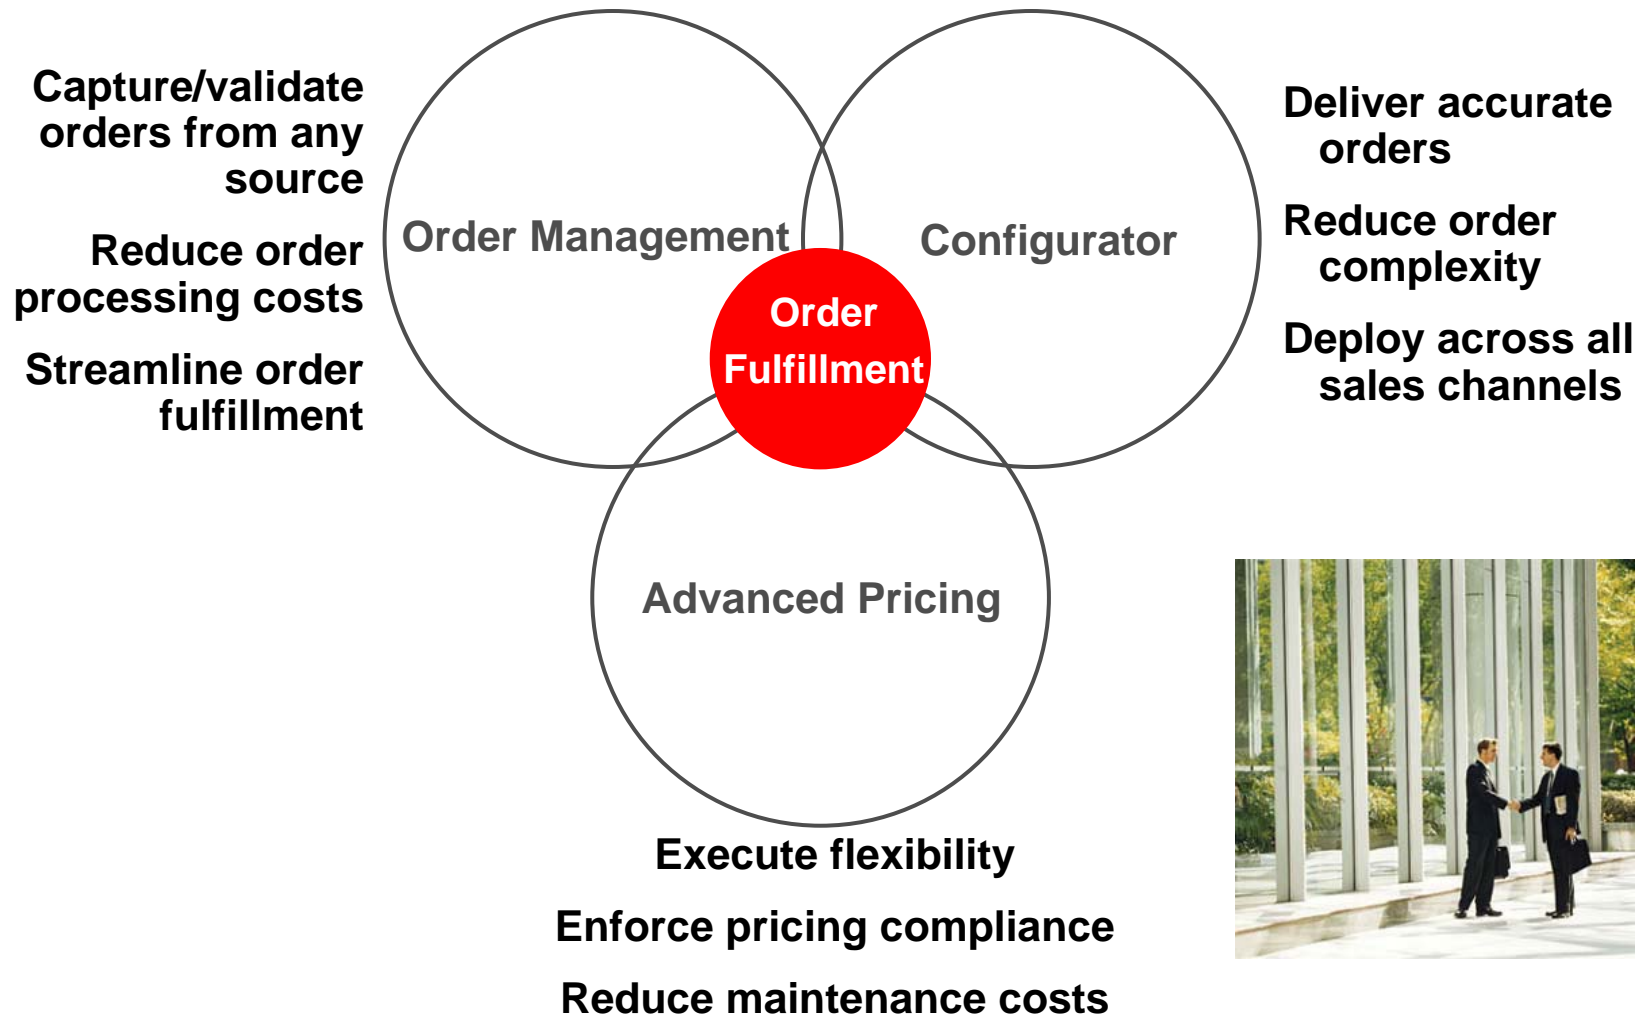 Capture/validate
orders from any
source
Reduce order
processing costs
Streamline order
fulfillment
Order Management
Configurator
Order
Fulfillment
Advanced Pricing
Deliver accurate
orders
Reduce order
complexity
Deploy across all
sales channels
Execute flexibility
Enforce pricing compliance
Reduce maintenance costs